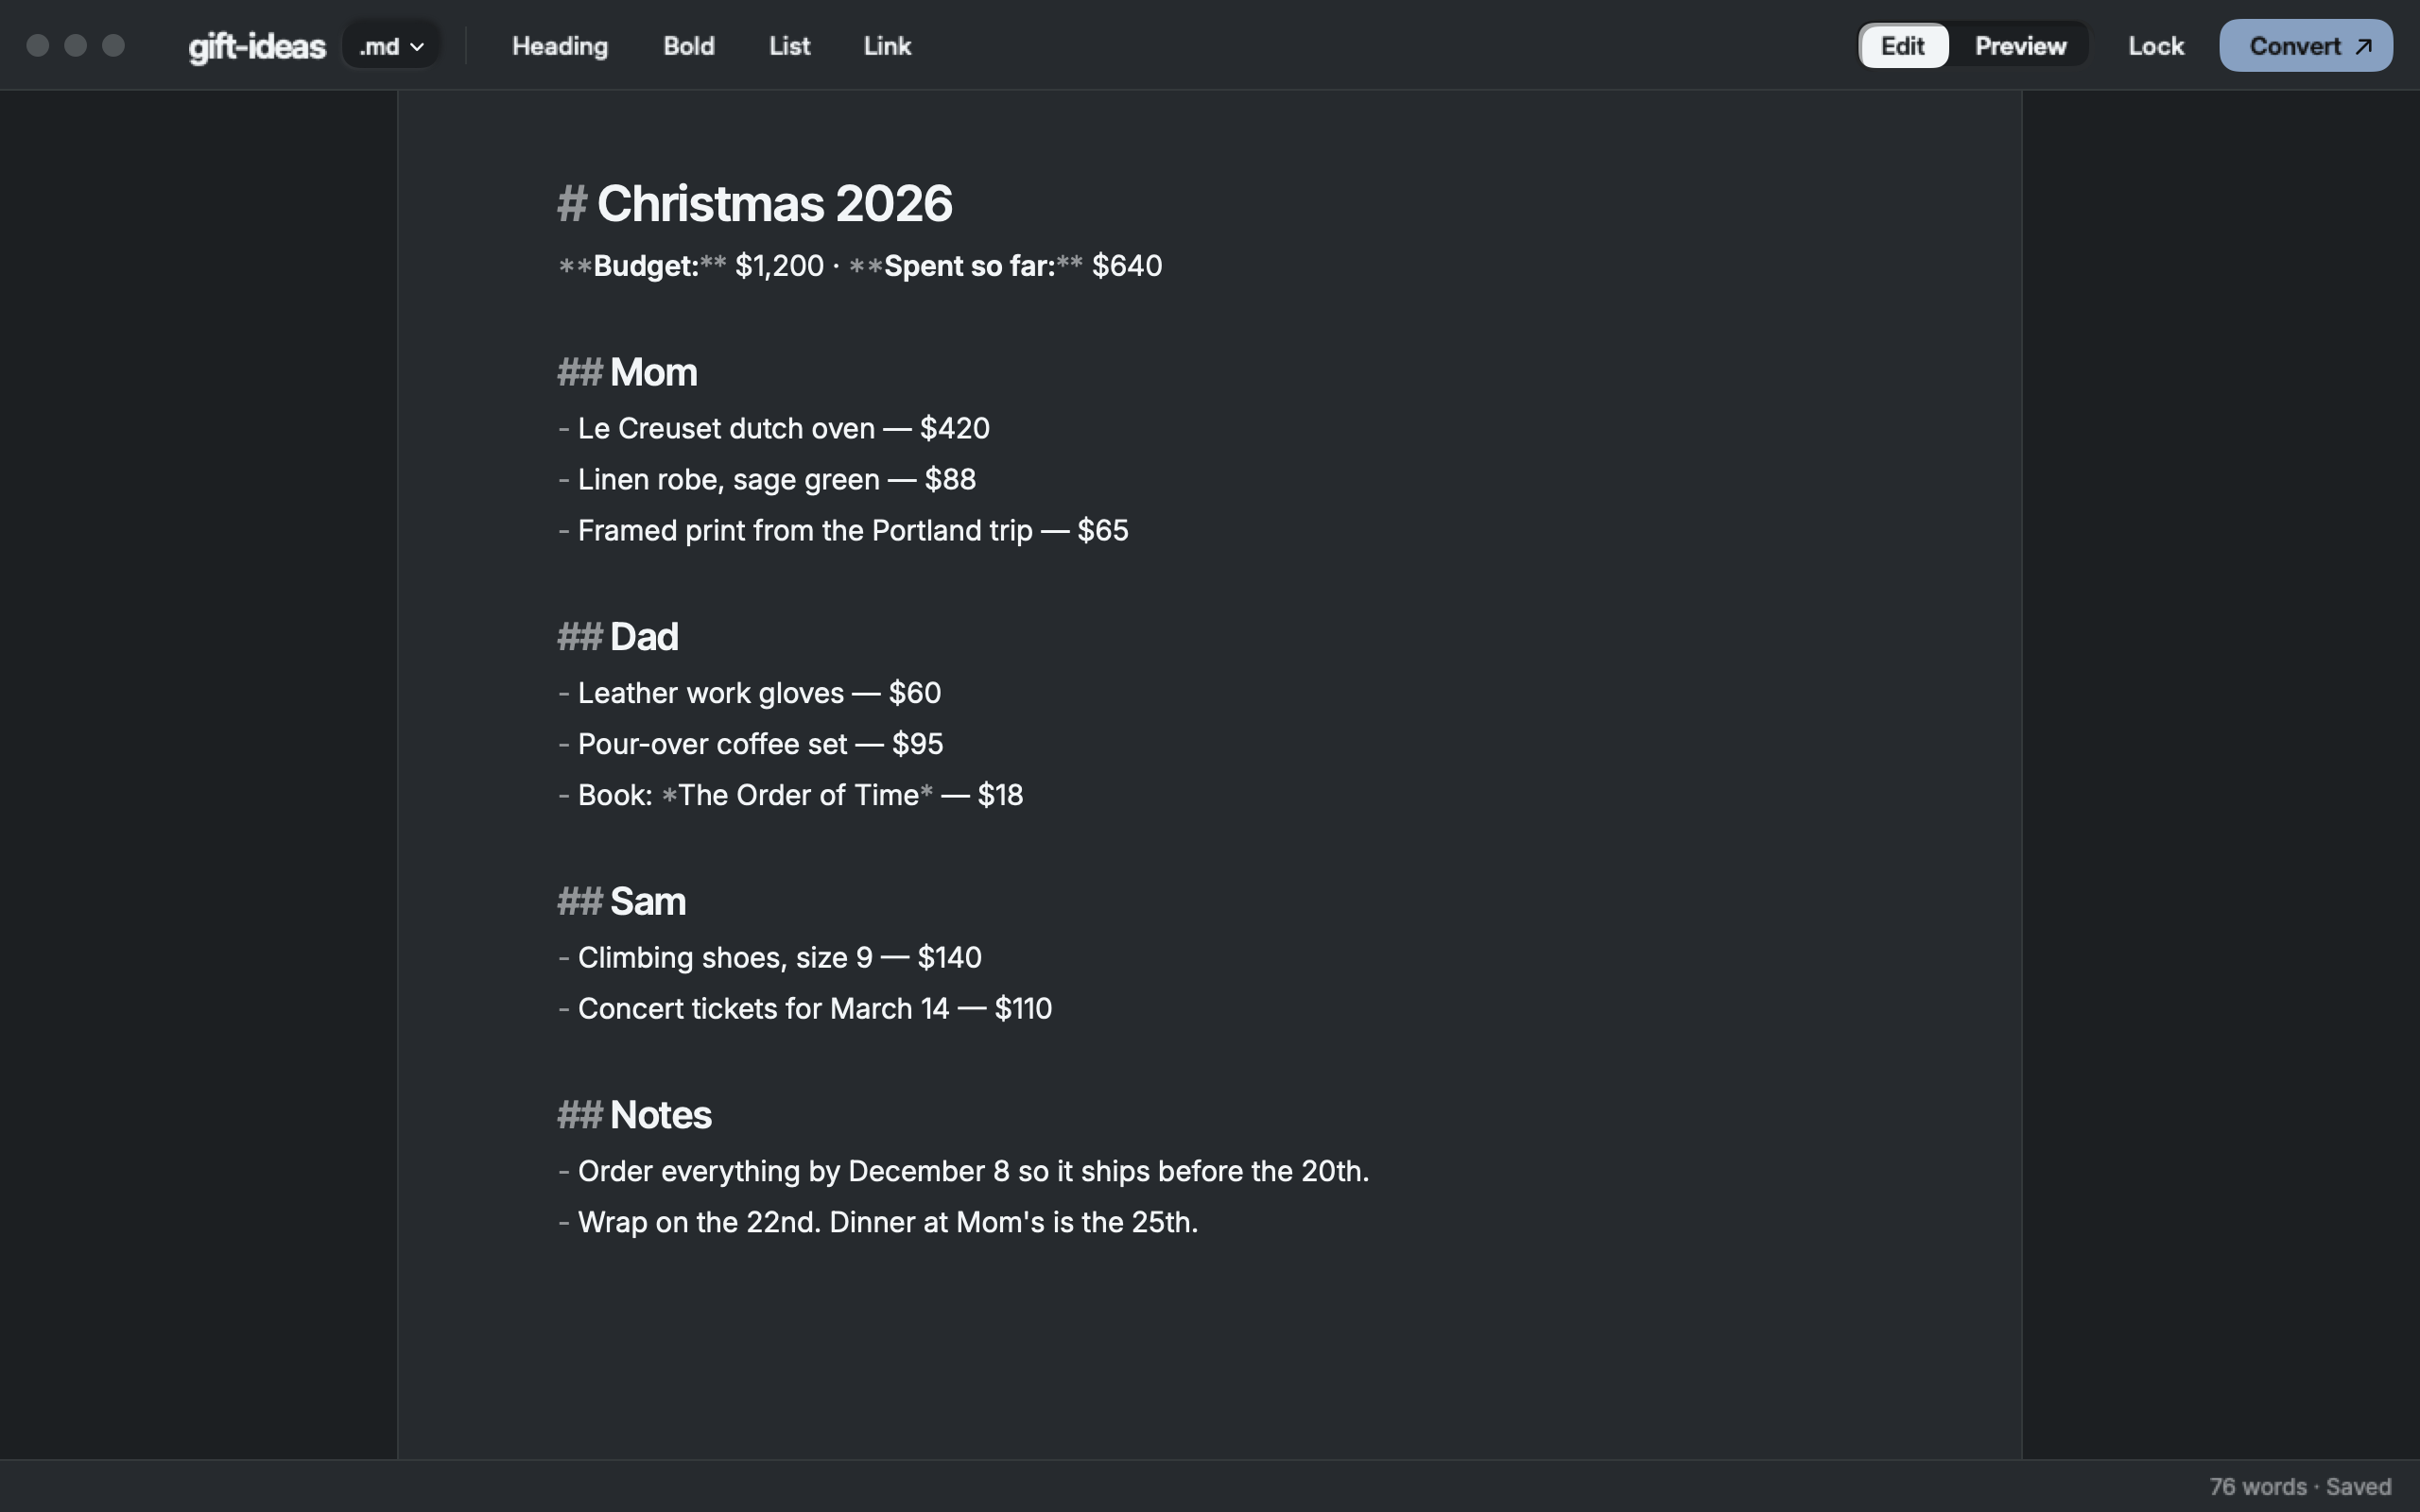 gift-ideas .md Heading Bold List Link Edit Preview Lock Convert
# Christmas 2026
**Budget:** $1,200 · **Spent so far:** $640
## Mom
- Le Creuset dutch oven — $420
- Linen robe, sage green — $88
- Framed print from the Portland trip — $65
## Dad
- Leather work gloves — $60
- Pour-over coffee set — $95
- Book: *The Order of Time* — $18
## Sam
- Climbing shoes, size 9 — $140
- Concert tickets for March 14 — $110
## Notes
- Order everything by December 8 so it ships before the 20th.
- Wrap on the 22nd. Dinner at Mom's is the 25th.
76 words · Saved